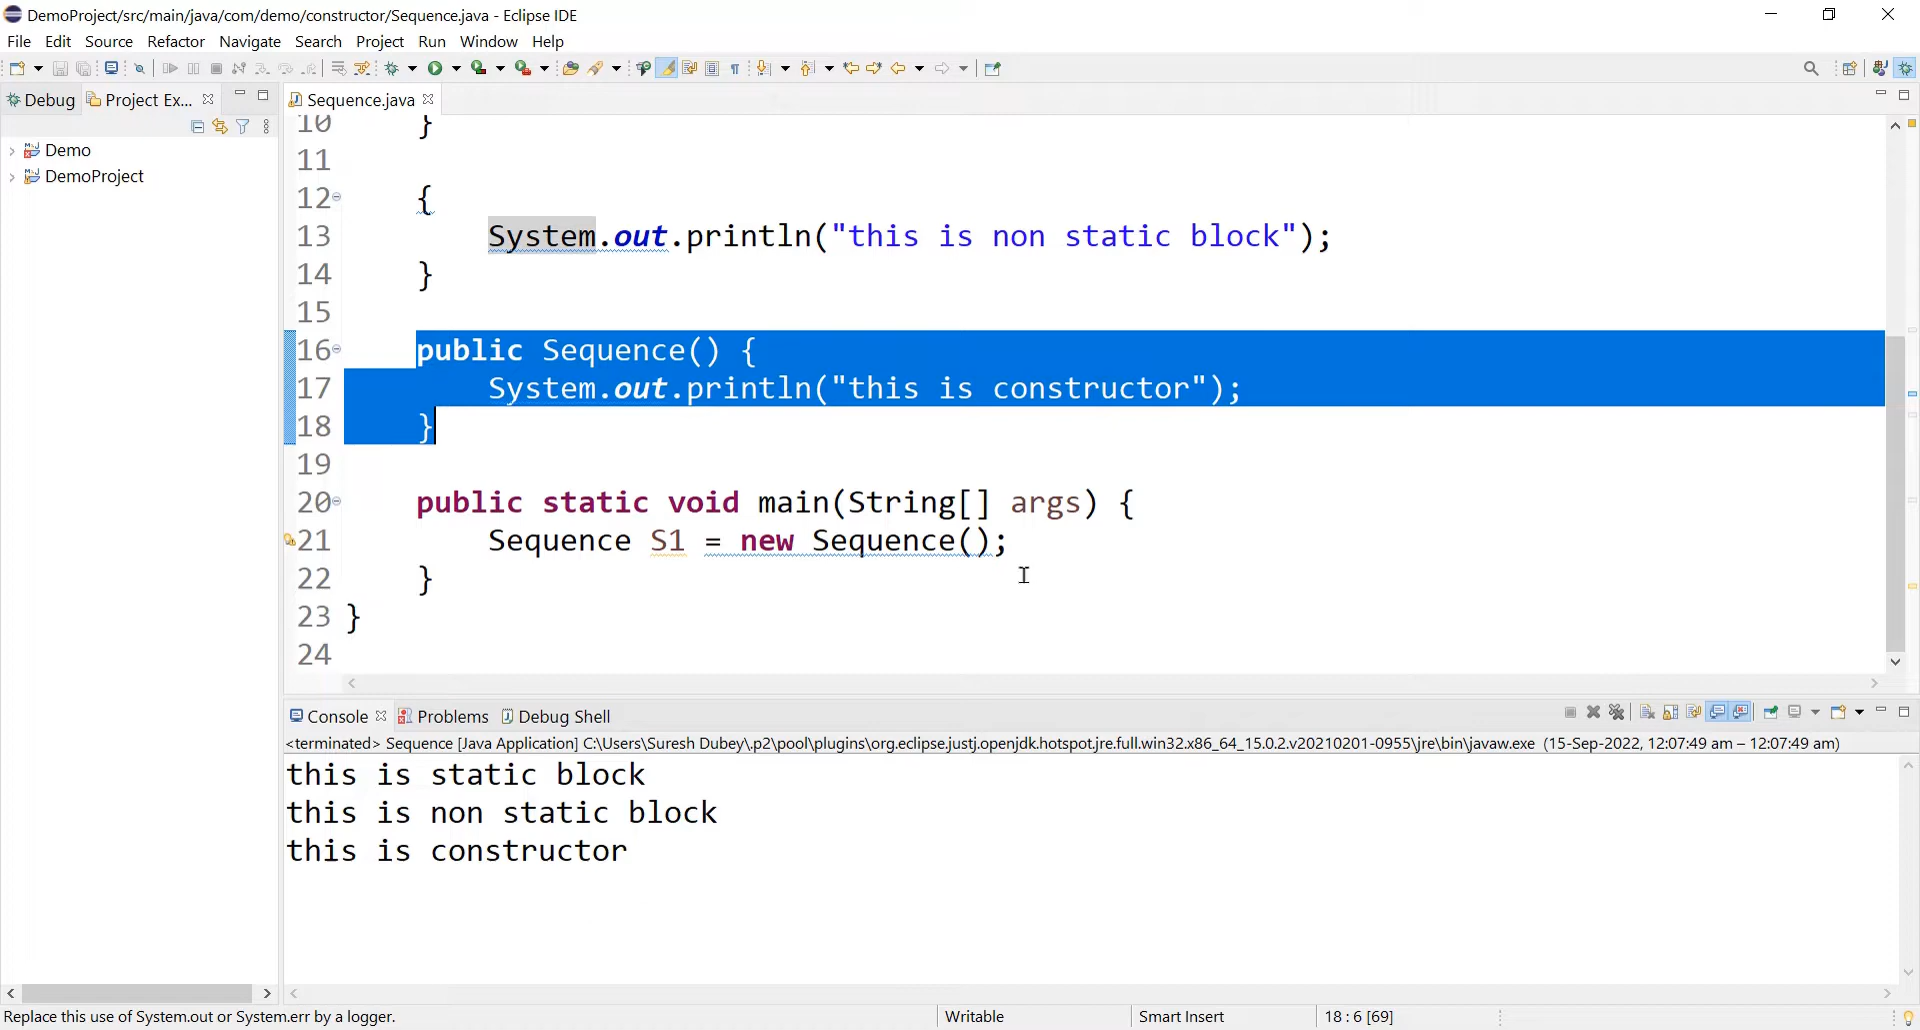 DemoProject/src/main/java/com/demo/constructor/Sequence.java - Eclipse IDE
File Edit Source Refactor Navigate Search Project Run Window Help
Debug Project Ex... Sequence.java
Demo
DemoProject
10 }
11
12 {
13 System.out.println("this is non static block");
14 }
15
16 public Sequence() {
17 System.out.println("this is constructor");
18 }
19
20 public static void main(String[] args) {
21 Sequence S1 = new Sequence();
22 }
23 }
24
Console Problems Debug Shell
<terminated> Sequence [Java Application] C:\Users\Suresh Dubey\.p2\pool\plugins\org.eclipse.justj.openjdk.hotspot.jre.full.win32.x86_64_15.0.2.v20210201-0955\jre\bin\javaw.exe (15-Sep-2022, 12:07:49 am – 12:07:49 am)
this is static block
this is non static block
this is constructor
Replace this use of System.out or System.err by a logger. Writable Smart Insert 18 : 6 [69]